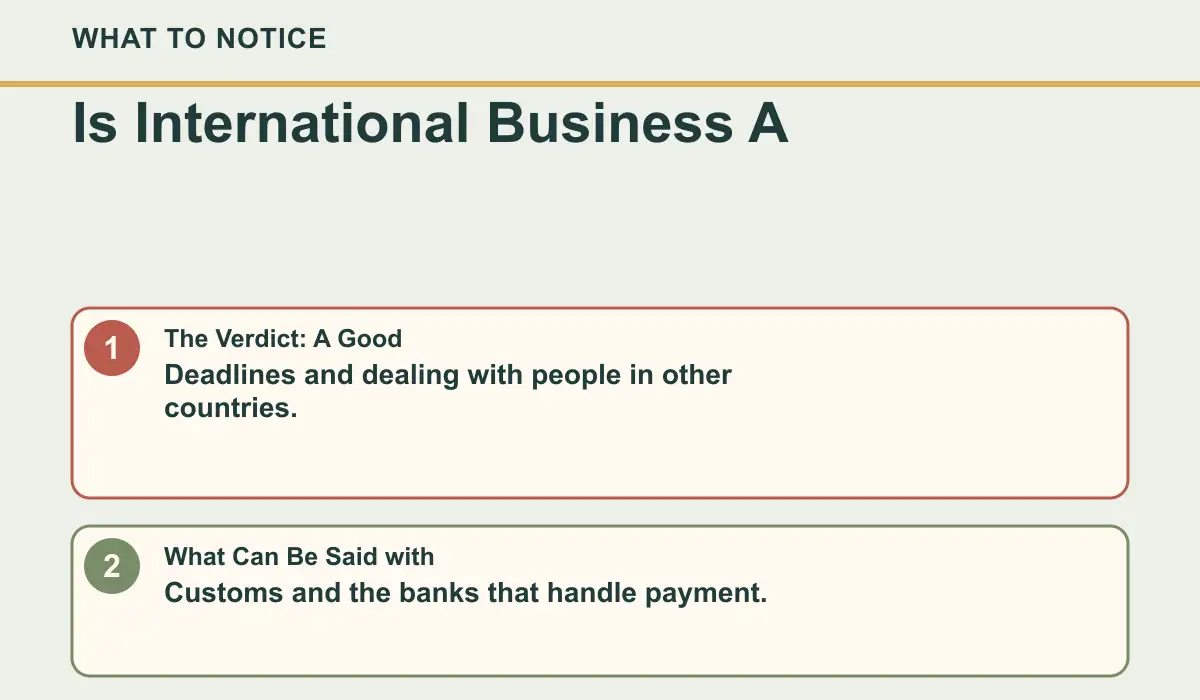 WHAT TO NOTICE
Is International Business A
1
The Verdict: A Good
Deadlines and dealing with people in other
countries.
2
What Can Be Said with
Customs and the banks that handle payment.